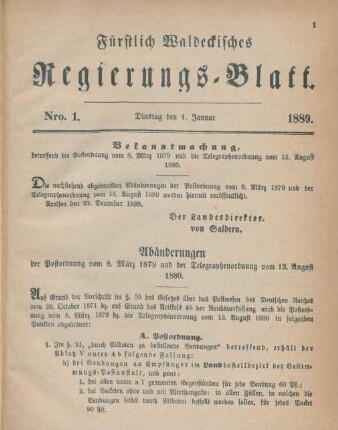 1
Fürstlich Waldeckisches
Regierungs-Blatt.
Nro. 1. Dinstag den 1. Januar 1889.
Bekanntmachung,
betreffend die Postordnung vom 8. März 1879 und die Telegraphenordnung vom 13. August
1880.
Die nachstehend abgedruckten Abänderungen der Postordnung vom 8. März 1879 und der
Telegraphenordnung vom 13. August 1880 werden hiermit veröffentlicht.
Arolsen den 23. December 1888.
Der Landesdirektor.
von Saldern.
Abänderungen
der Postordnung vom 8. März 1879 und der Telegraphenordnung vom 13. August
1880.
Auf Grund der Vorschrift im §. 50 des Gesetzes über das Postwesen des Deutschen Reiches
vom 28. October 1871 bz. auf Grund des Artikels 48 der Reichsverfassung wird die Postordnung
vom 8. März 1879 bz. die Telegraphenordnung vom 13. August 1880 in folgenden
Punkten abgeändert:
A. Postordnung.
1. Im §. 21, „durch Eilboten zu bestellende Sendungen" betreffend, erhält der
Absatz V unter A b folgende Fassung:
b) bei Sendungen an Empfänger im Landbestellbezirk der Bestimmungs-Postanstalt,
und zwar:
1. bei allen unter a 1 genannten Gegenständen für jede Sendung 60 Pf.;
2. bei Paketen ohne und mit Werthangabe: in allen Fällen, in welchen die
Sendungen selbst durch Eilboten bestellt werden sollen, für jedes Packet
90 Pf.